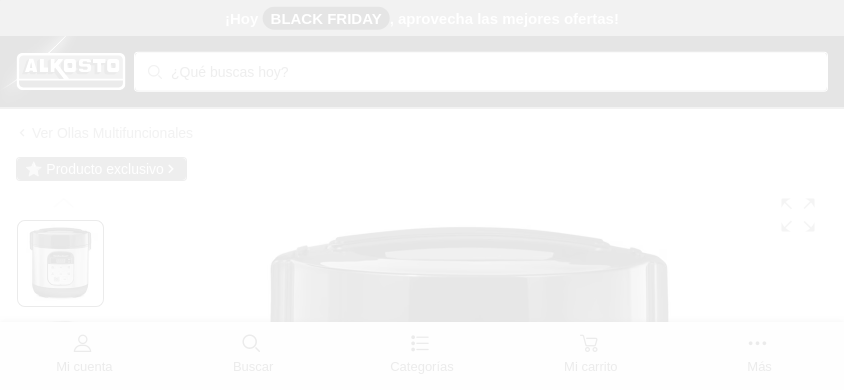 ¡Hoy BLACK FRIDAY, aprovecha las mejores ofertas!
ALKOSTO
¿Qué buscas hoy?
Ver Ollas Multifuncionales
Producto exclusivo
Mi cuenta
Buscar
Categorías
Mi carrito
Más